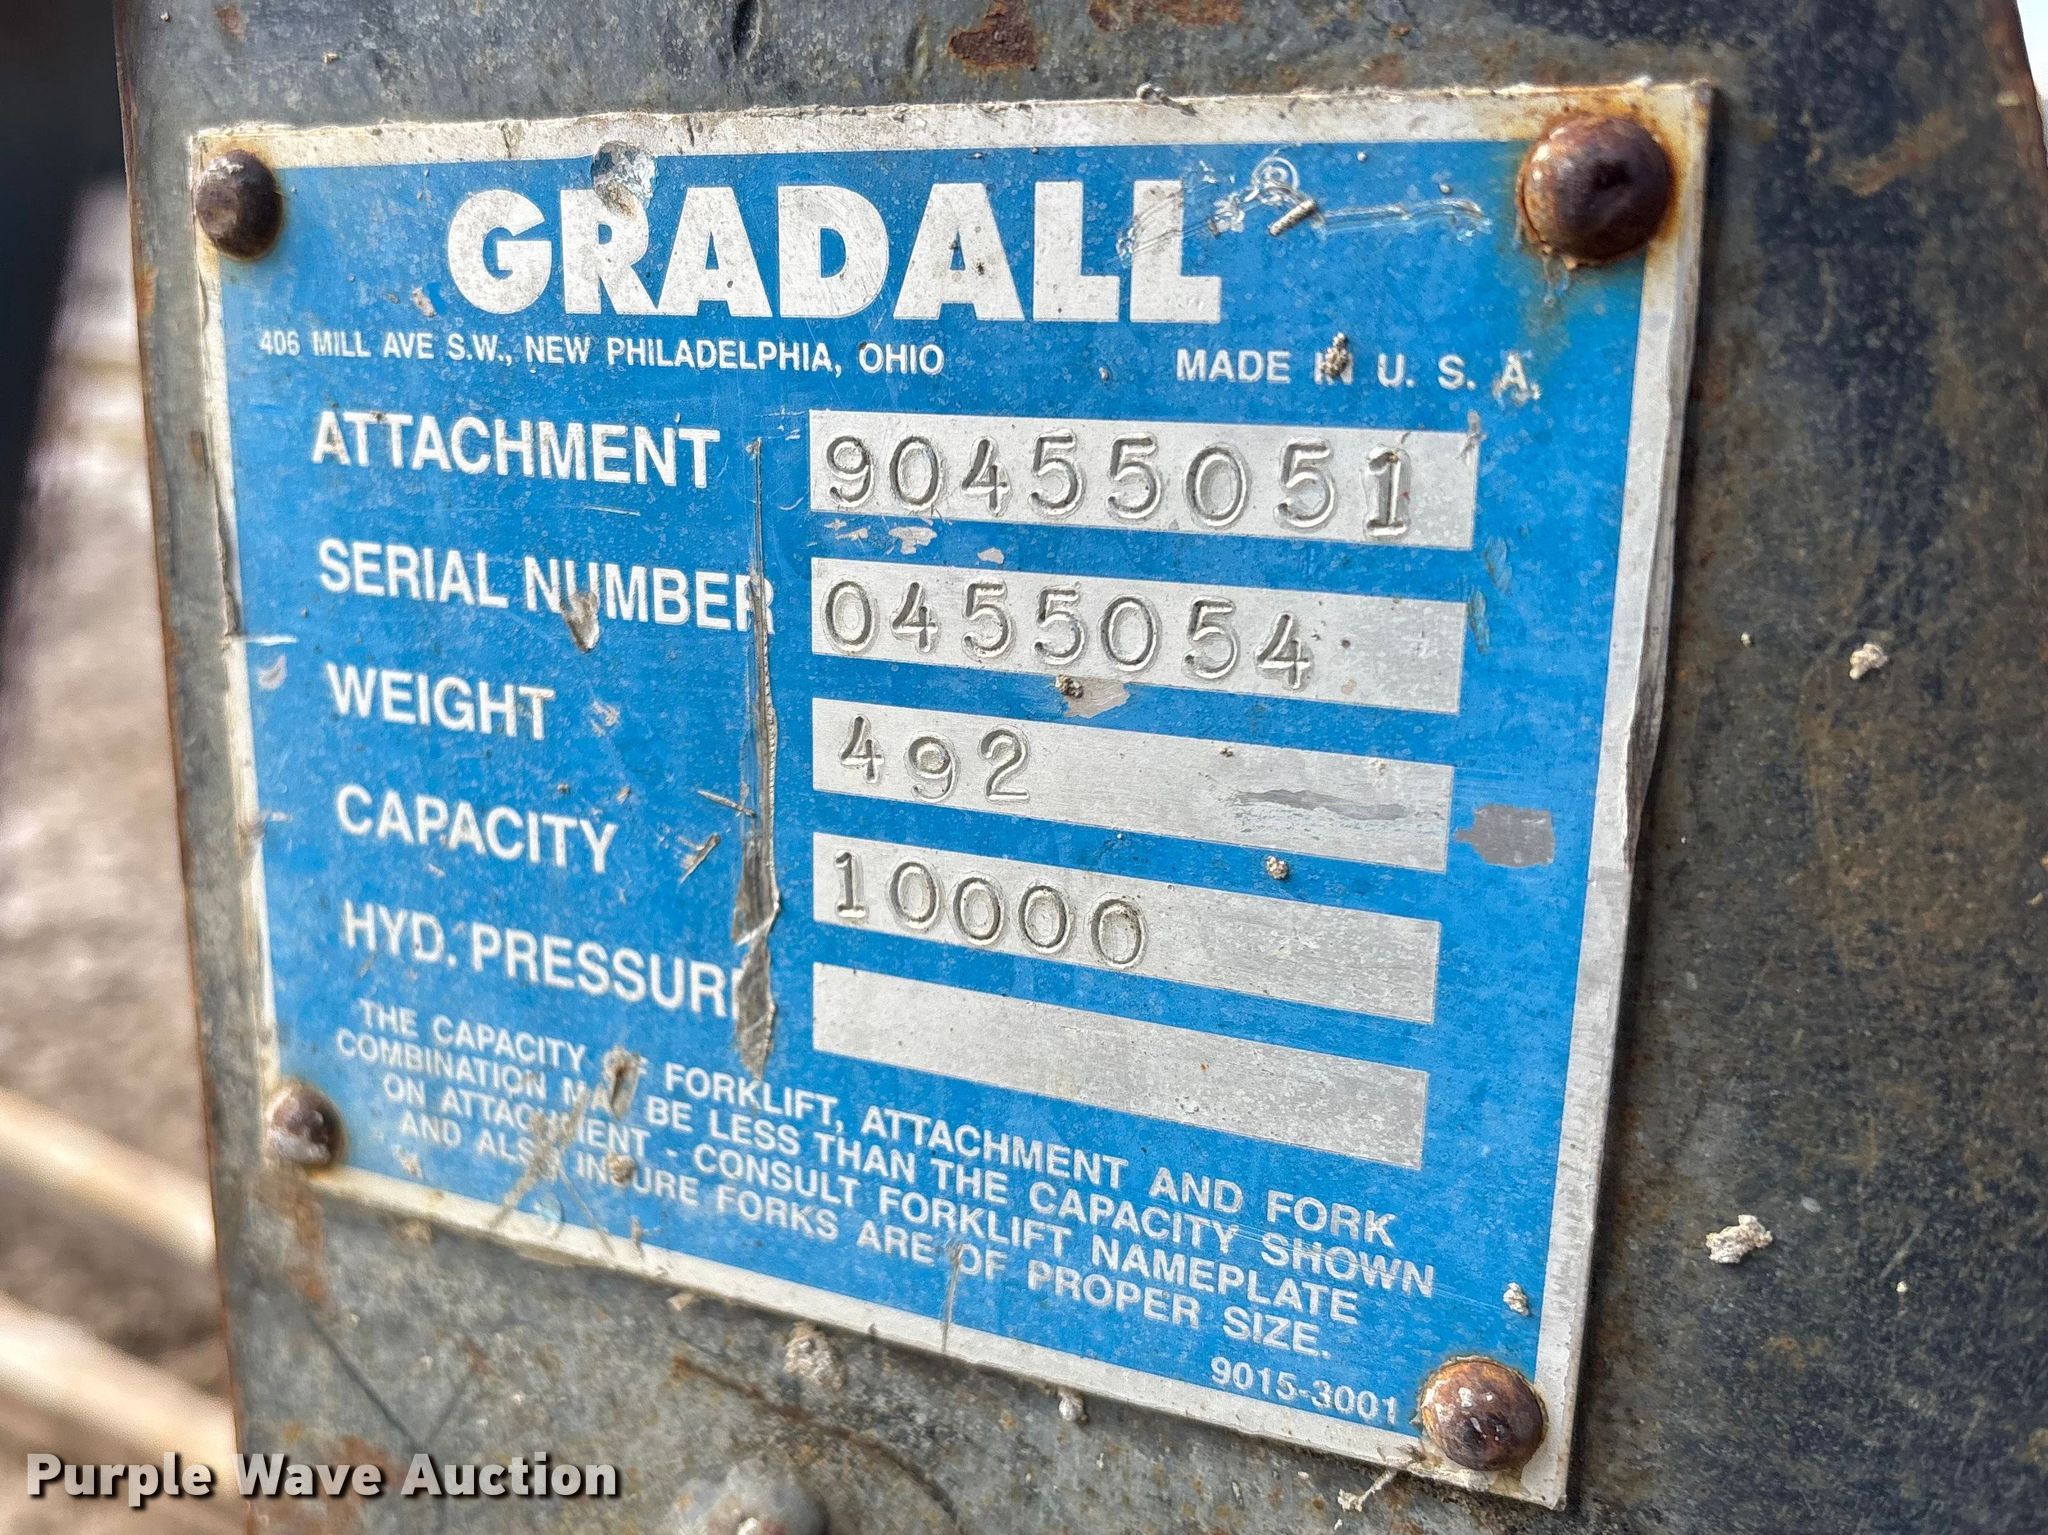 GRADALL®
406 MILL AVE S.W., NEW PHILADELPHIA, OHIO MADE IN U. S. A.
ATTACHMENT 90455051
SERIAL NUMBER 0455054
WEIGHT 492
CAPACITY 10000
HYD. PRESSURE
THE CAPACITY OF FORKLIFT, ATTACHMENT AND FORK
COMBINATION MAY BE LESS THAN THE CAPACITY SHOWN
ON ATTACHMENT - CONSULT FORKLIFT NAMEPLATE
AND ALSO INSURE FORKS ARE OF PROPER SIZE.
9015-3001
Purple Wave Auction